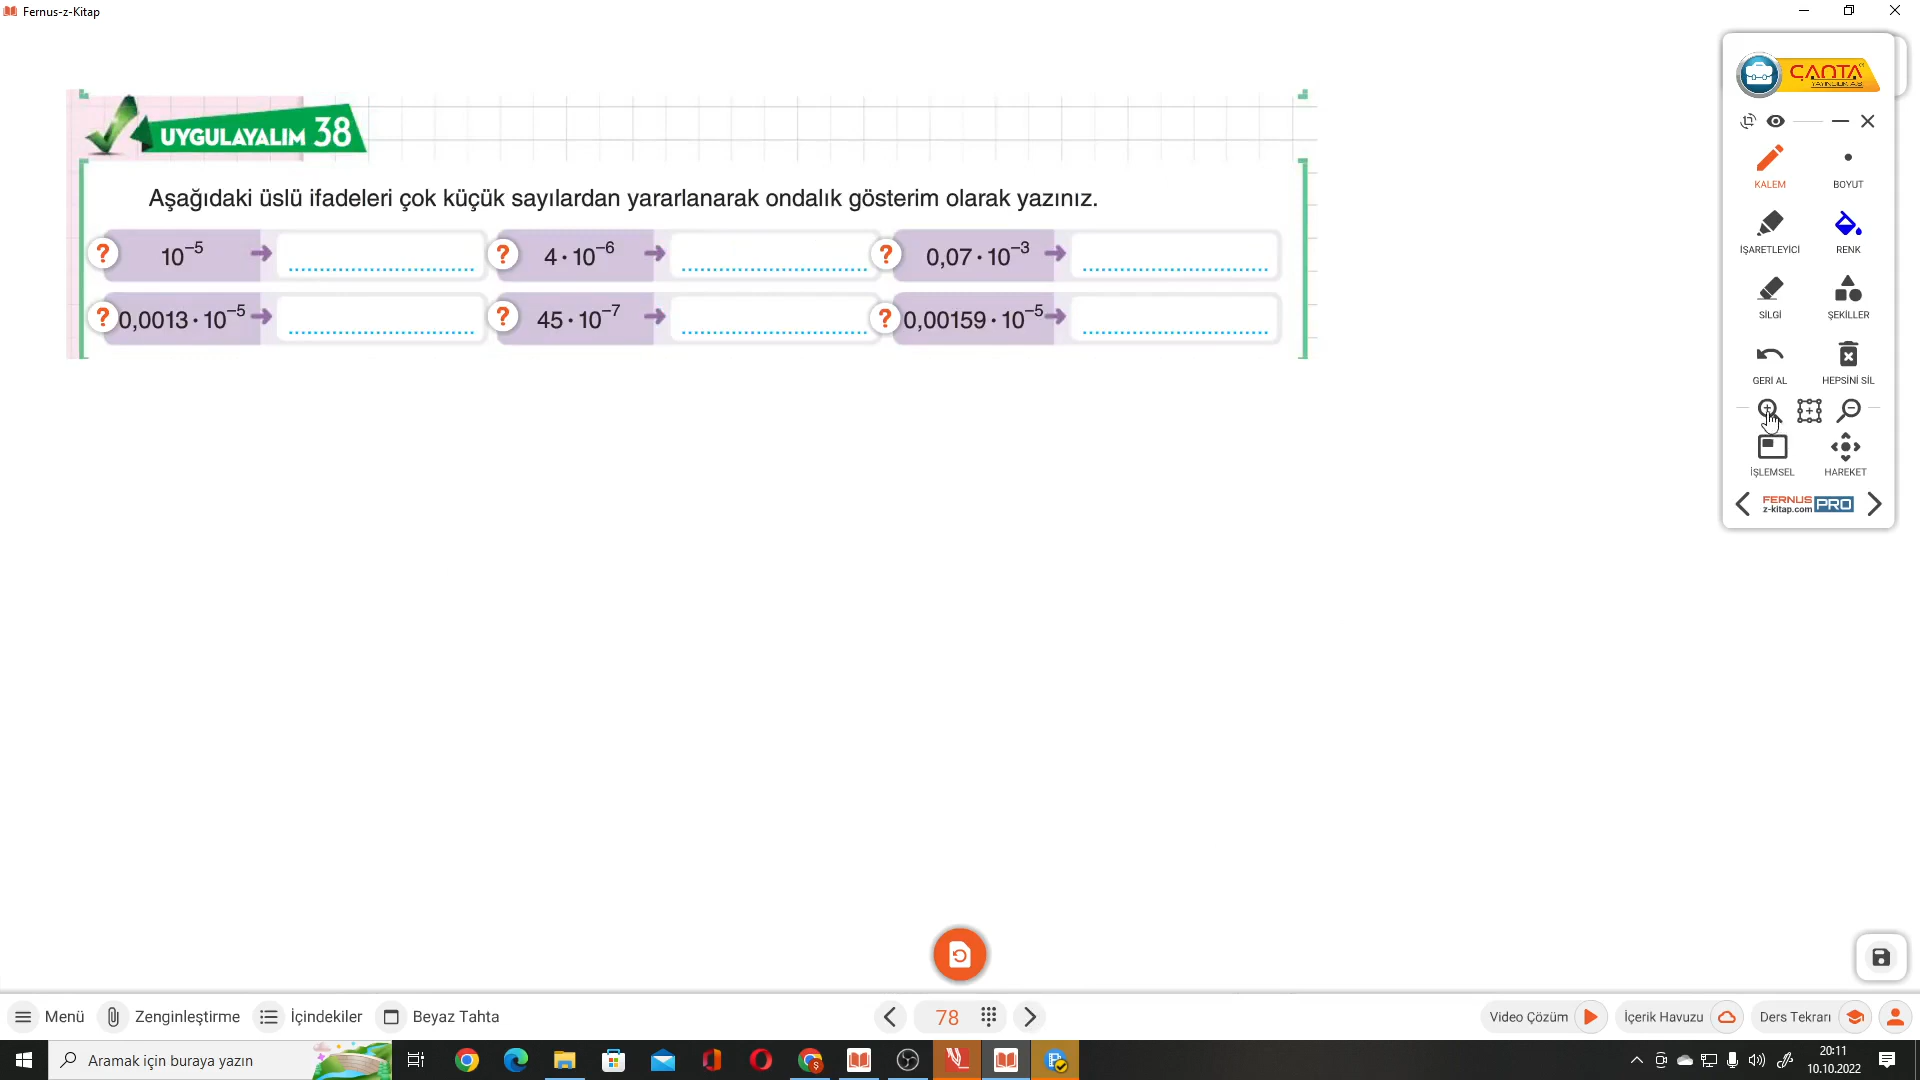 Fernus-z-Kitap
ÇANTA
YAYINCILIK A.Ş.
UYGULAYALIM 38
Aşağıdaki üslü ifadeleri çok küçük sayılardan yararlanarak ondalık gösterim olarak yazınız.
? 10⁻⁵ → ........ ? 4 · 10⁻⁶ → ........ ? 0,07 · 10⁻³ → ........
? 0,0013 · 10⁻⁵ → ........ ? 45 · 10⁻⁷ → ........ ? 0,00159 · 10⁻⁵ → ........
KALEM BOYUT
İŞARETLEYİCİ RENK
SİLGİ ŞEKİLLER
GERİ AL HEPSİNİ SİL
İŞLEMSEL HAREKET
FERNUS PRO
z-kitap.com
Menü Zenginleştirme İçindekiler Beyaz Tahta 78 Video Çözüm İçerik Havuzu Ders Tekrarı
Aramak için buraya yazın
20:11
10.10.2022